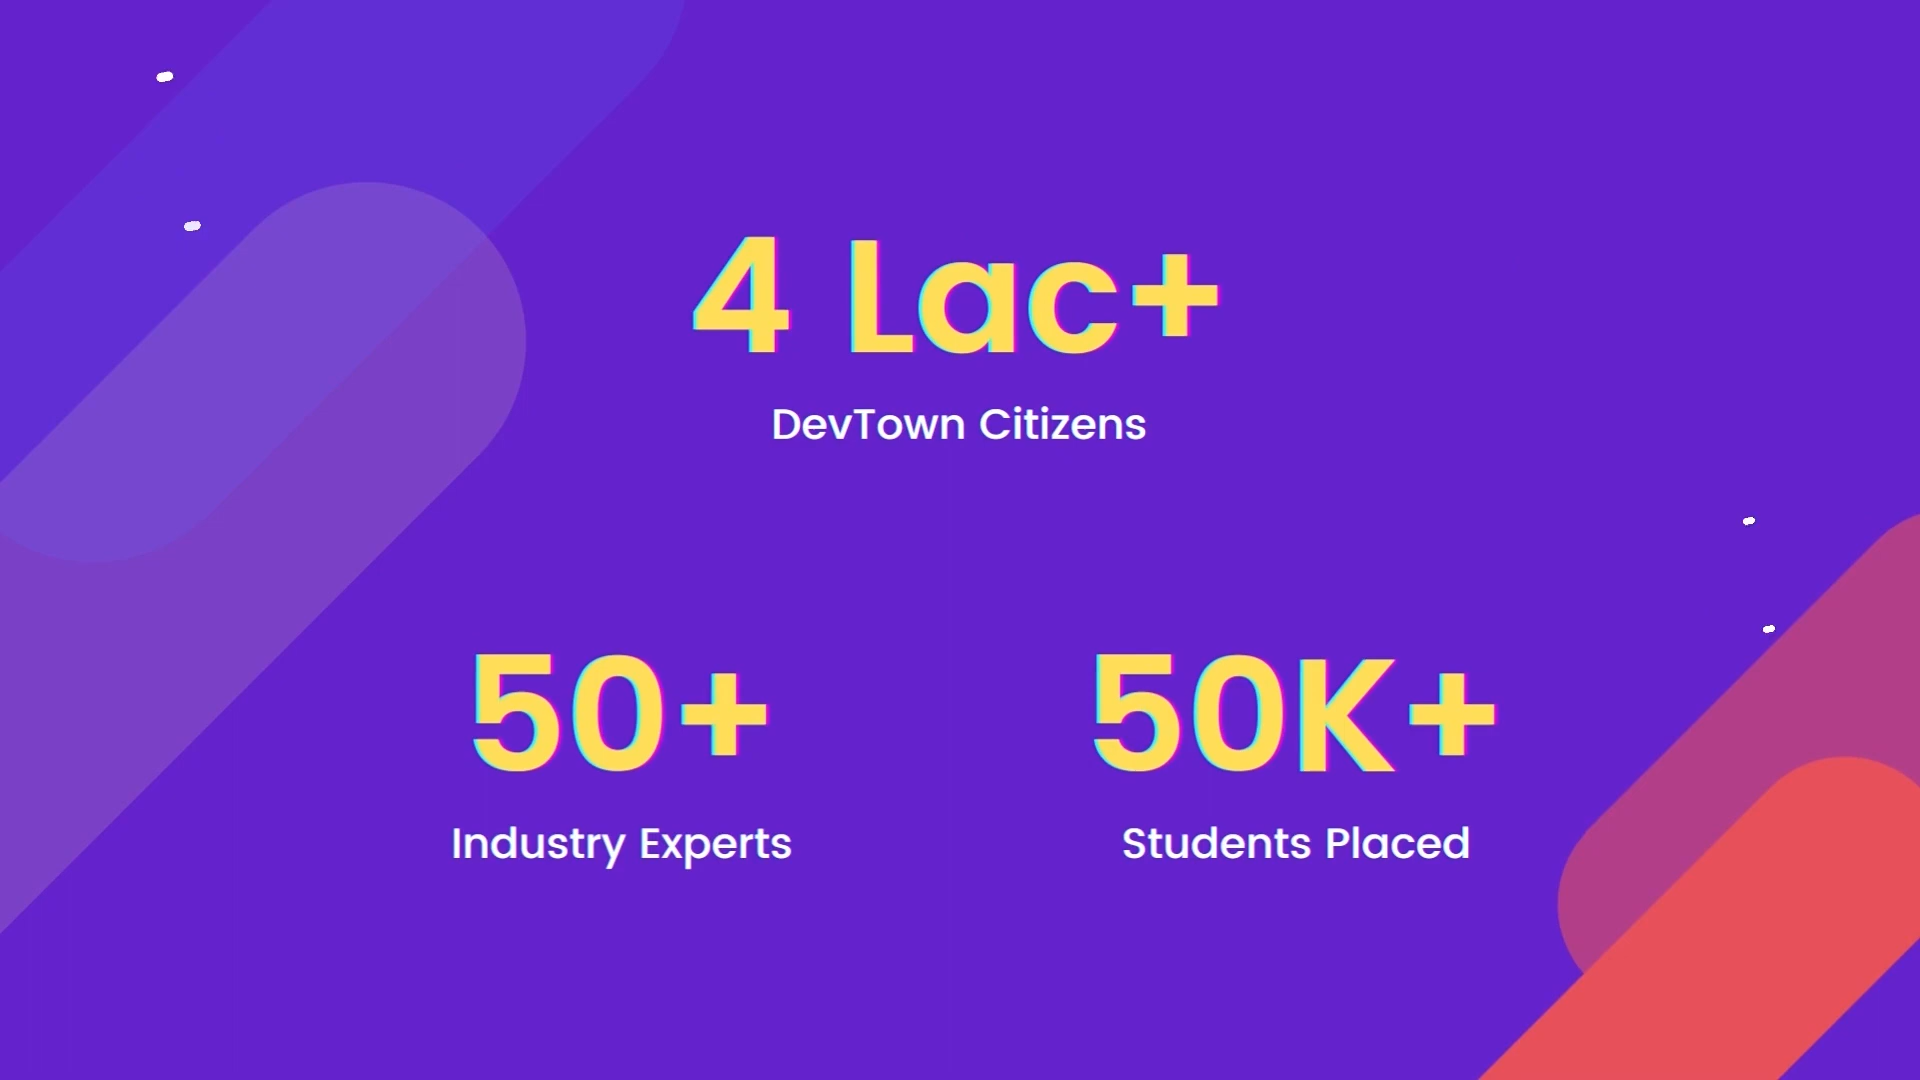 4 Lac+
DevTown Citizens
50+
Industry Experts
50K+
Students Placed